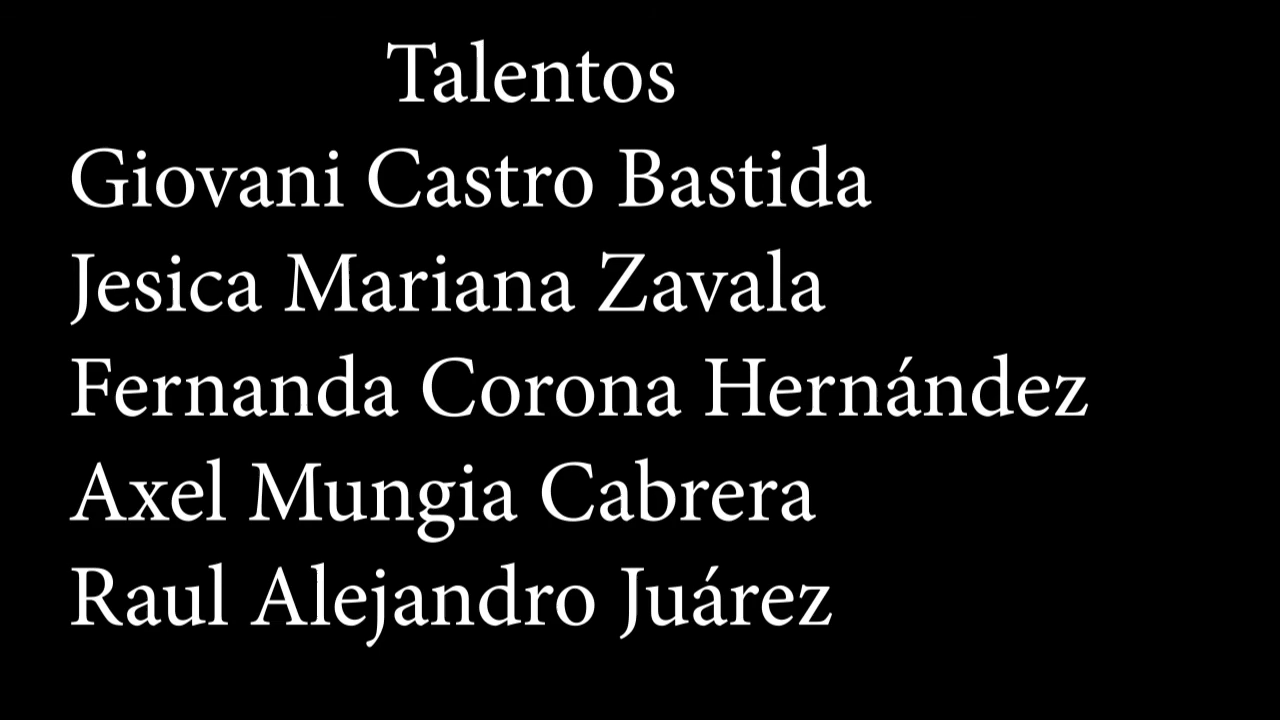 Talentos
Giovani Castro Bastida
Jesica Mariana Zavala
Fernanda Corona Hernández
Axel Mungia Cabrera
Raul Alejandro Juárez